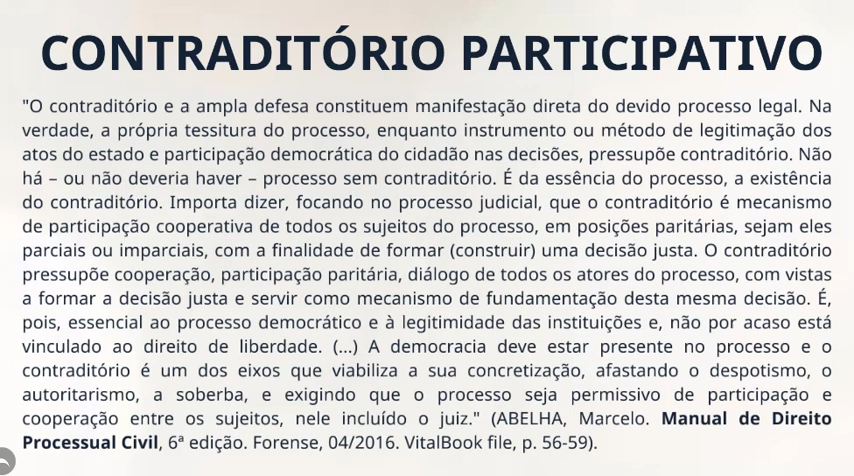 CONTRADITÓRIO PARTICIPATIVO
"O contraditório e a ampla defesa constituem manifestação direta do devido processo legal. Na
verdade, a própria tessitura do processo, enquanto instrumento ou método de legitimação dos
atos do estado e participação democrática do cidadão nas decisões, pressupõe contraditório. Não
há – ou não deveria haver – processo sem contraditório. É da essência do processo, a existência
do contraditório. Importa dizer, focando no processo judicial, que o contraditório é mecanismo
de participação cooperativa de todos os sujeitos do processo, em posições paritárias, sejam eles
parciais ou imparciais, com a finalidade de formar (construir) uma decisão justa. O contraditório
pressupõe cooperação, participação paritária, diálogo de todos os atores do processo, com vistas
a formar a decisão justa e servir como mecanismo de fundamentação desta mesma decisão. É,
pois, essencial ao processo democrático e à legitimidade das instituições e, não por acaso está
vinculado ao direito de liberdade. (...) A democracia deve estar presente no processo e o
contraditório é um dos eixos que viabiliza a sua concretização, afastando o despotismo, o
autoritarismo, a soberba, e exigindo que o processo seja permissivo de participação e
cooperação entre os sujeitos, nele incluído o juiz." (ABELHA, Marcelo. Manual de Direito
Processual Civil, 6ª edição. Forense, 04/2016. VitalBook file, p. 56-59).